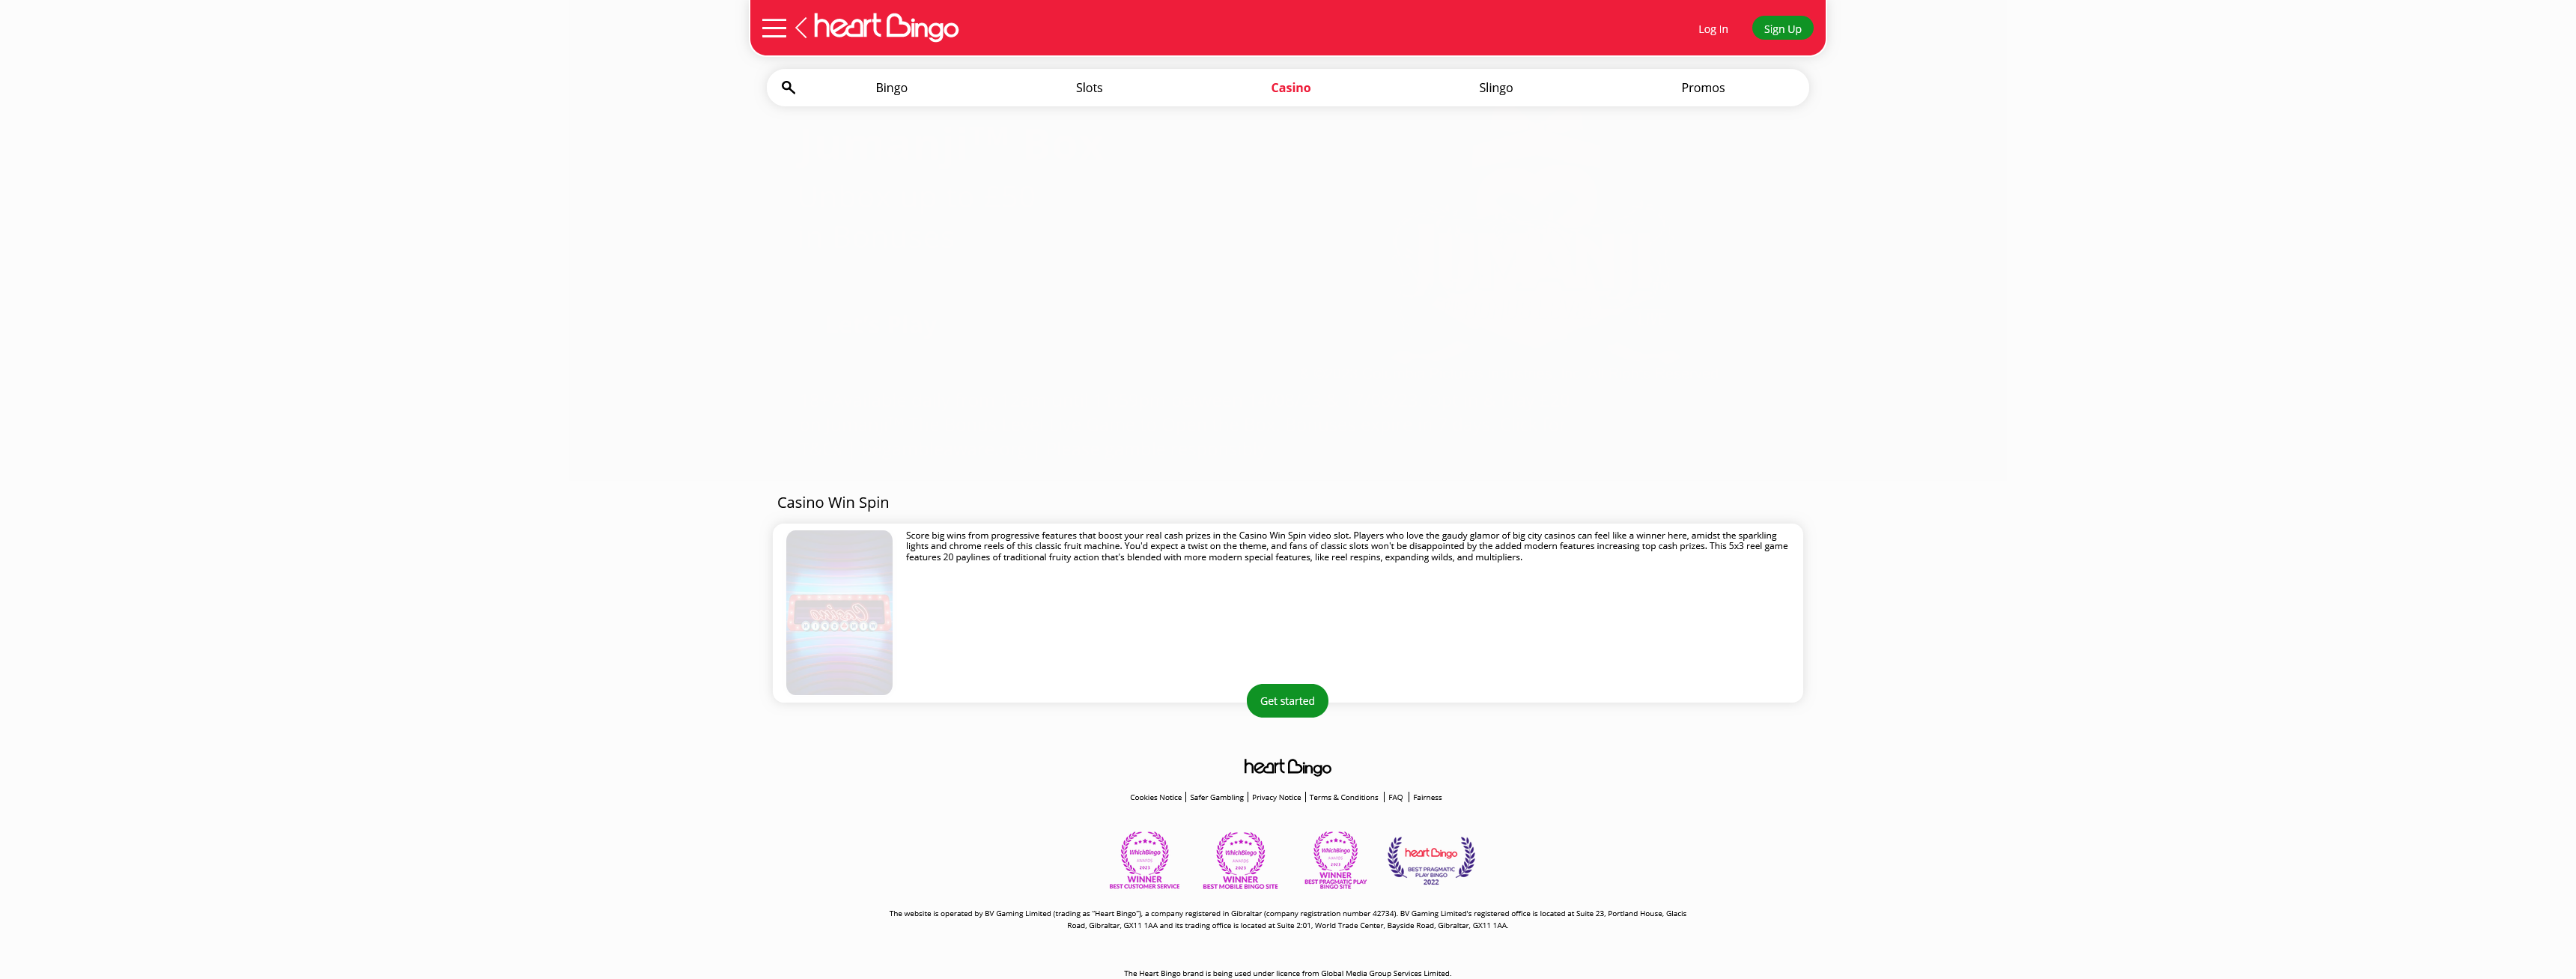 heart Bingo
Log in
Sign Up
Bingo
Slots
Casino
Slingo
Promos
Casino Win Spin
Score big wins from progressive features that boost your real cash prizes in the Casino Win Spin video slot. Players who love the gaudy glamor of big city casinos can feel like a winner here, amidst the sparkling
lights and chrome reels of this classic fruit machine. You'd expect a twist on the theme, and fans of classic slots won't be disappointed by the added modern features increasing top cash prizes. This 5x3 reel game
features 20 paylines of traditional fruity action that's blended with more modern special features, like reel respins, expanding wilds, and multipliers.
Casino
Get started
heart Bingo
Cookies Notice | Safer Gambling | Privacy Notice | Terms & Conditions | FAQ | Fairness
WhichBingo
AWARDS
2023
WINNER
BEST CUSTOMER SERVICE
WhichBingo
AWARDS
2023
WINNER
BEST MOBILE BINGO SITE
WhichBingo
AWARDS
2023
WINNER
BEST PRAGMATIC PLAY
BINGO SITE
heart Bingo
BEST PRAGMATIC
PLAY BINGO
2022
The website is operated by BV Gaming Limited (trading as "Heart Bingo"), a company registered in Gibraltar (company registration number 42734). BV Gaming Limited's registered office is located at Suite 23, Portland House, Glacis
Road, Gibraltar, GX11 1AA and its trading office is located at Suite 2:01, World Trade Center, Bayside Road, Gibraltar, GX11 1AA.
The Heart Bingo brand is being used under licence from Global Media Group Services Limited.